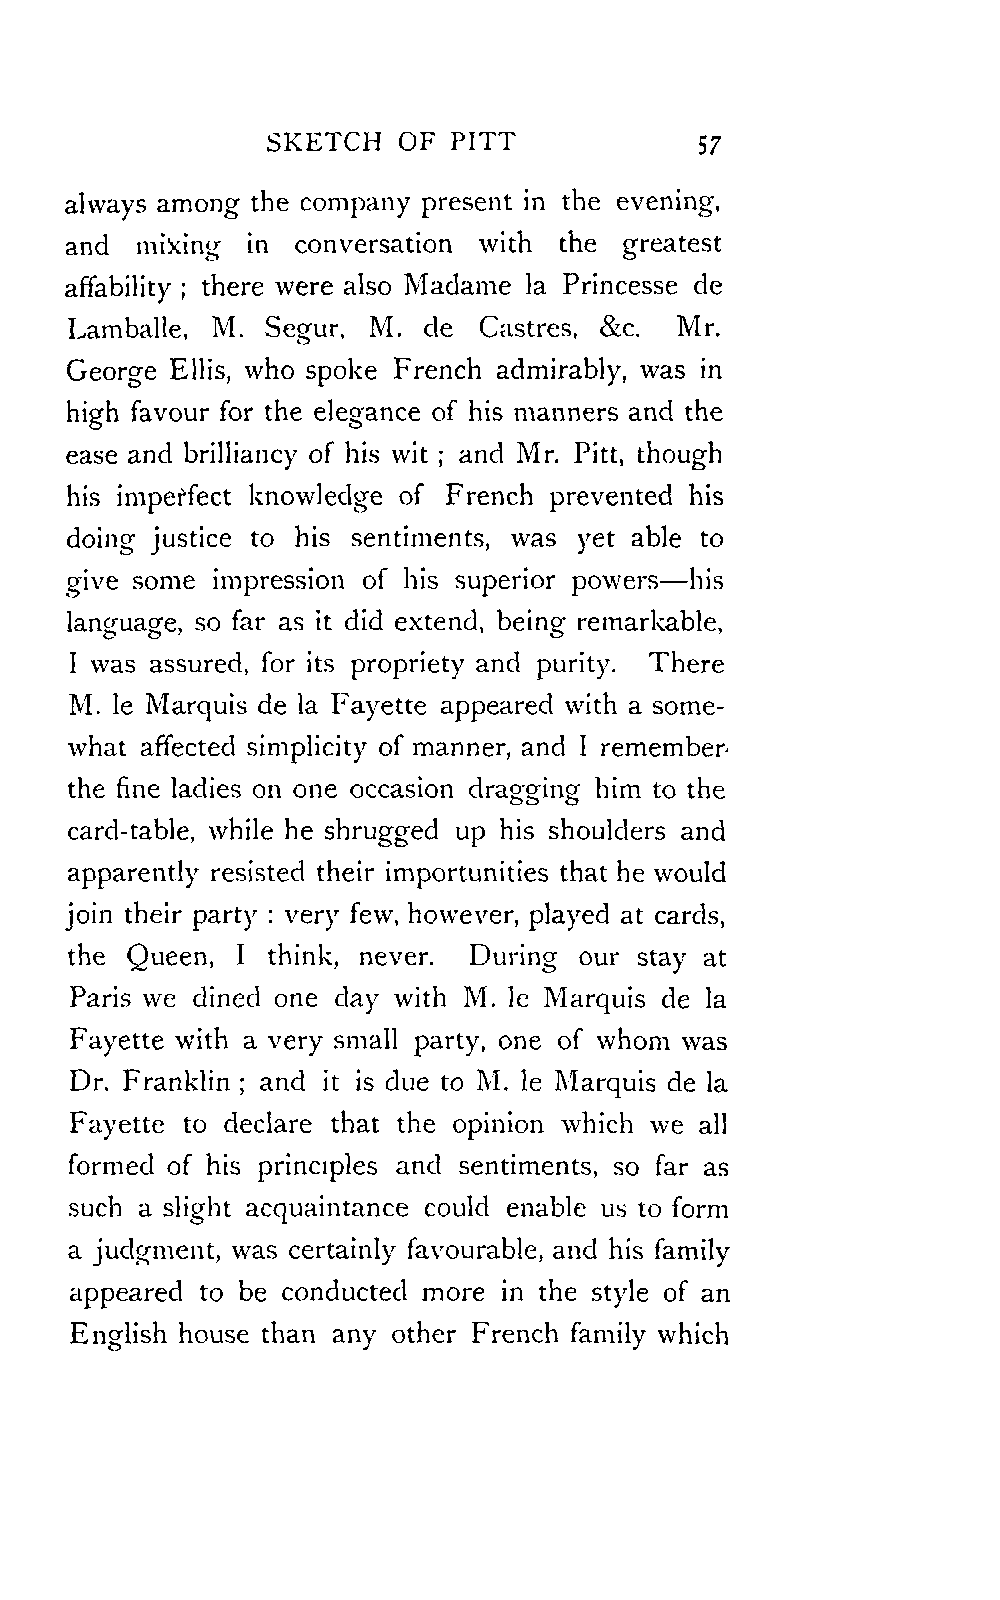 SKETCH OF PITT 57
always among the company present in the evening,
and mixing in conversation with the greatest
affability ; there were also Madame la Princesse de
Lamballe, M. Segur, M. de Castres, &c. Mr.
George Ellis, who spoke French admirably, was in
high favour for the elegance of his manners and the
ease and brilliancy of his wit ; and Mr. Pitt, though
his imperfect knowledge of French prevented his
doing justice to his sentiments, was yet able to
give some impression of his superior powers—his
language, so far as it did extend, being remarkable,
I was assured, for its propriety and purity. There
M. le Marquis de la Fayette appeared with a some-
what affected simplicity of manner, and I remember
the fine ladies on one occasion dragging him to the
card-table, while he shrugged up his shoulders and
apparently resisted their importunities that he would
join their party : very few, however, played at cards,
the Queen, I think, never. During our stay at
Paris we dined one day with M. le Marquis de la
Fayette with a very small party, one of whom was
Dr. Franklin ; and it is due to M. le Marquis de la
Fayette to declare that the opinion which we all
formed of his principles and sentiments, so far as
such a slight acquaintance could enable us to form
a judgment, was certainly favourable, and his family
appeared to be conducted more in the style of an
English house than any other French family which